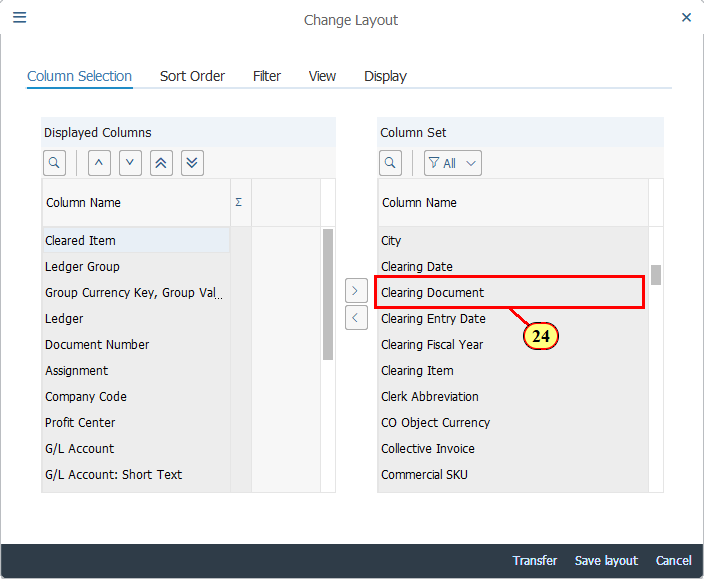 Change Layout
Column Selection Sort Order Filter View Display
Displayed Columns
Column Name Σ
Cleared Item
Ledger Group
Group Currency Key, Group Val...
Ledger
Document Number
Assignment
Company Code
Profit Center
G/L Account
G/L Account: Short Text
Column Set
All
Column Name
City
Clearing Date
Clearing Document
Clearing Entry Date
24
Clearing Fiscal Year
Clearing Item
Clerk Abbreviation
CO Object Currency
Collective Invoice
Commercial SKU
Transfer Save layout Cancel